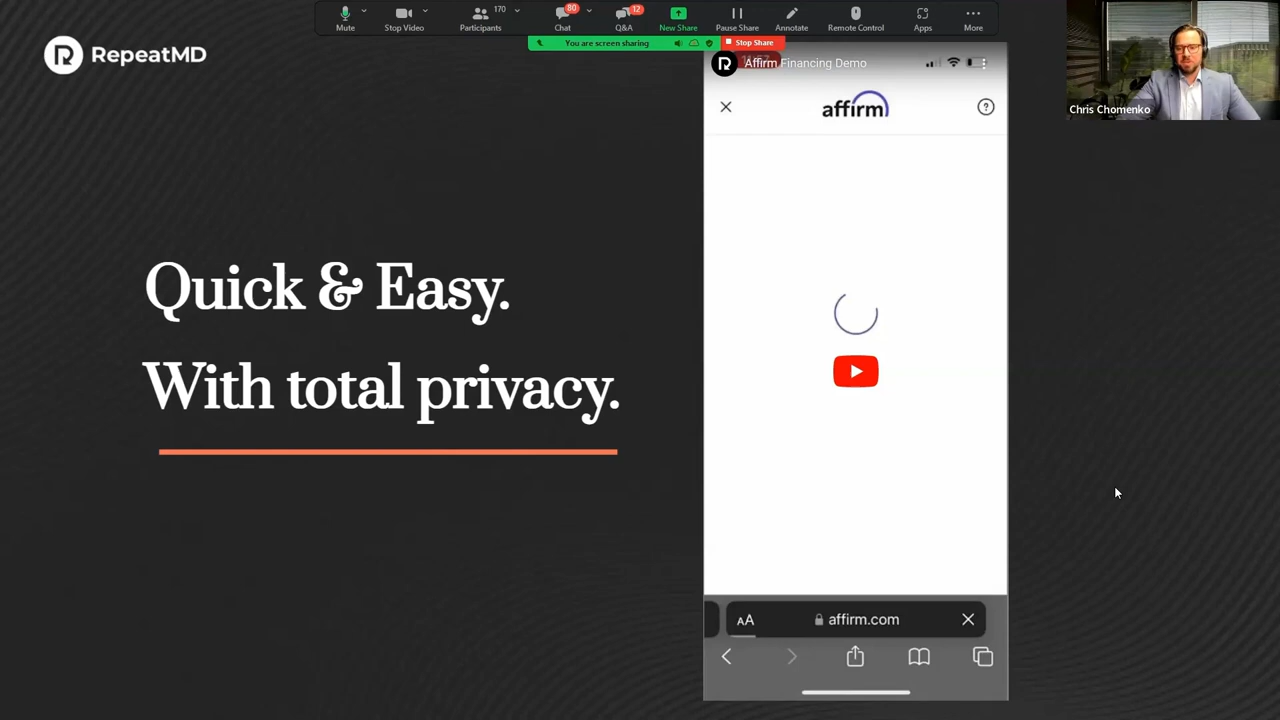 170
80
12
Mute
Stop Video
Participants
Chat
Q&A
New Share
Pause Share
Annotate
Remote Control
Apps
More
You are screen sharing
Stop Share
RepeatMD
Affirm Financing Demo
affirm
Chris Chomenko
Quick & Easy.
With total privacy.
AA
affirm.com